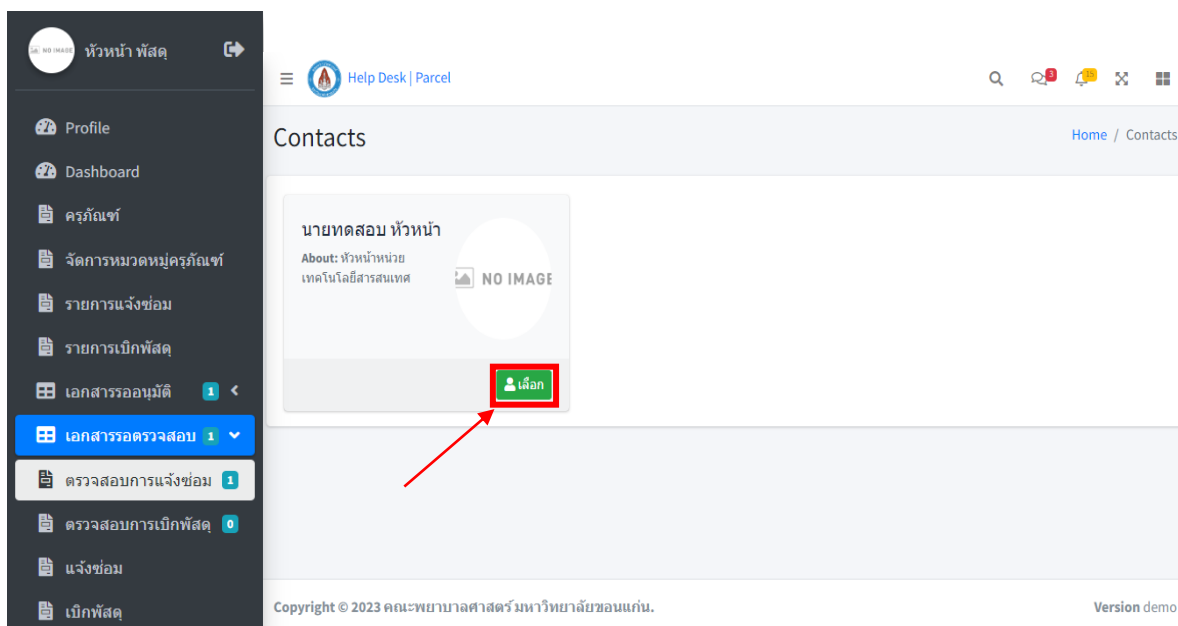 NO IMAGE
หัวหน้า พัสดุ
Help Desk | Parcel
3
15
Profile
Dashboard
ครุภัณฑ์
จัดการหมวดหมู่ครุภัณฑ์
รายการแจ้งซ่อม
รายการเบิกพัสดุ
เอกสารรออนุมัติ 1
เอกสารรอตรวจสอบ 1
ตรวจสอบการแจ้งซ่อม 1
ตรวจสอบการเบิกพัสดุ 0
แจ้งซ่อม
เบิกพัสดุ
Contacts
Home / Contacts
นายทดสอบ หัวหน้า
About: หัวหน้าหน่วย
เทคโนโลยีสารสนเทศ
NO IMAGE
เลือก
Copyright © 2023 คณะพยาบาลศาสตร์ มหาวิทยาลัยขอนแก่น.
Version demo